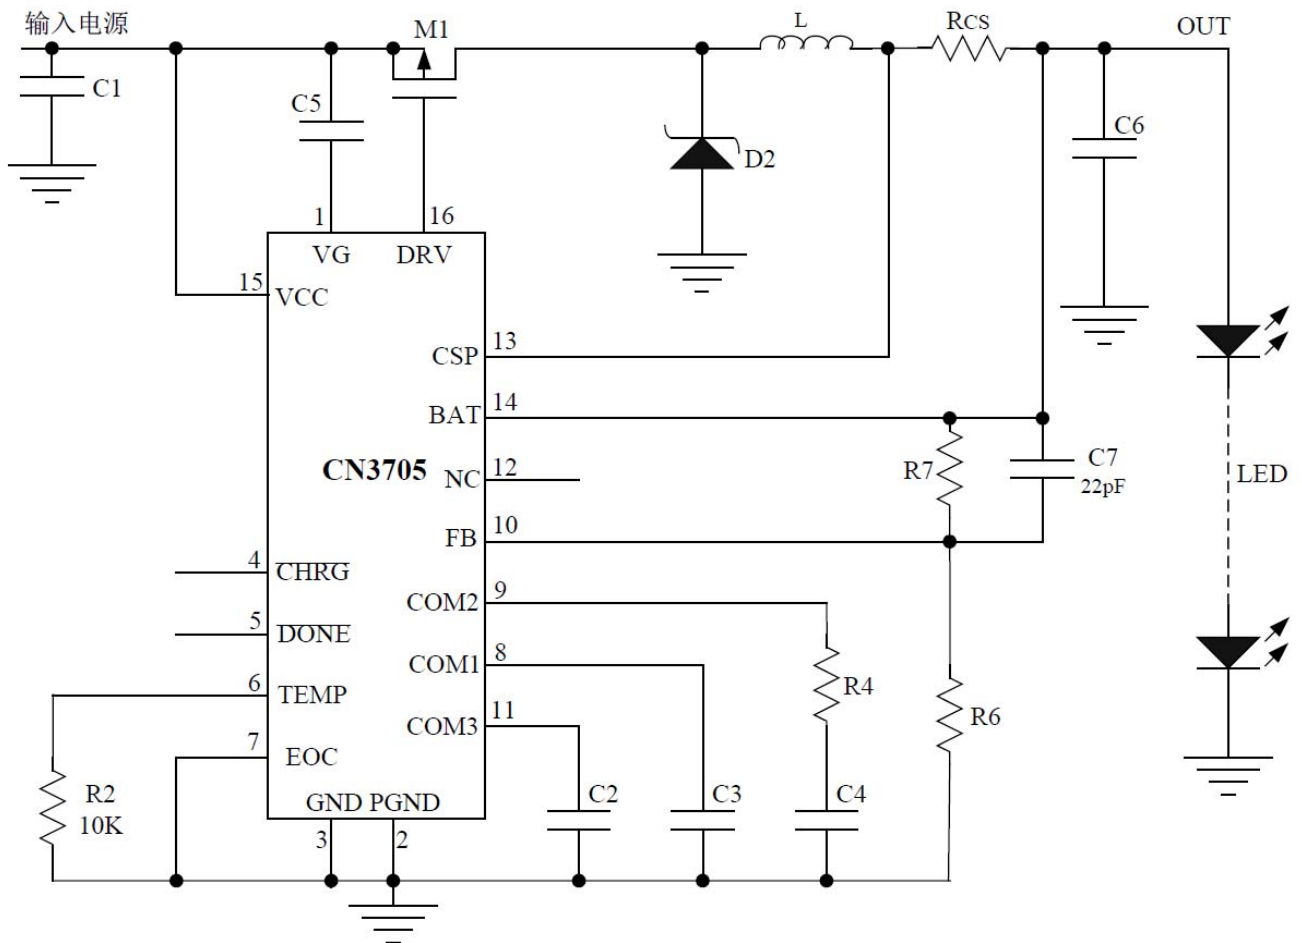 输入电源
M1
L
RCS
OUT
C1
C5
D2
C6
1
16
VG
DRV
15
VCC
CSP
13
BAT
14
CN3705
NC
12
R7
C7
22pF
LED
FB
10
4
CHRG
COM2
9
5
DONE
COM1
8
6
TEMP
R4
COM3
11
R6
7
EOC
R2
10K
GND
PGND
C2
C3
C4
3
2